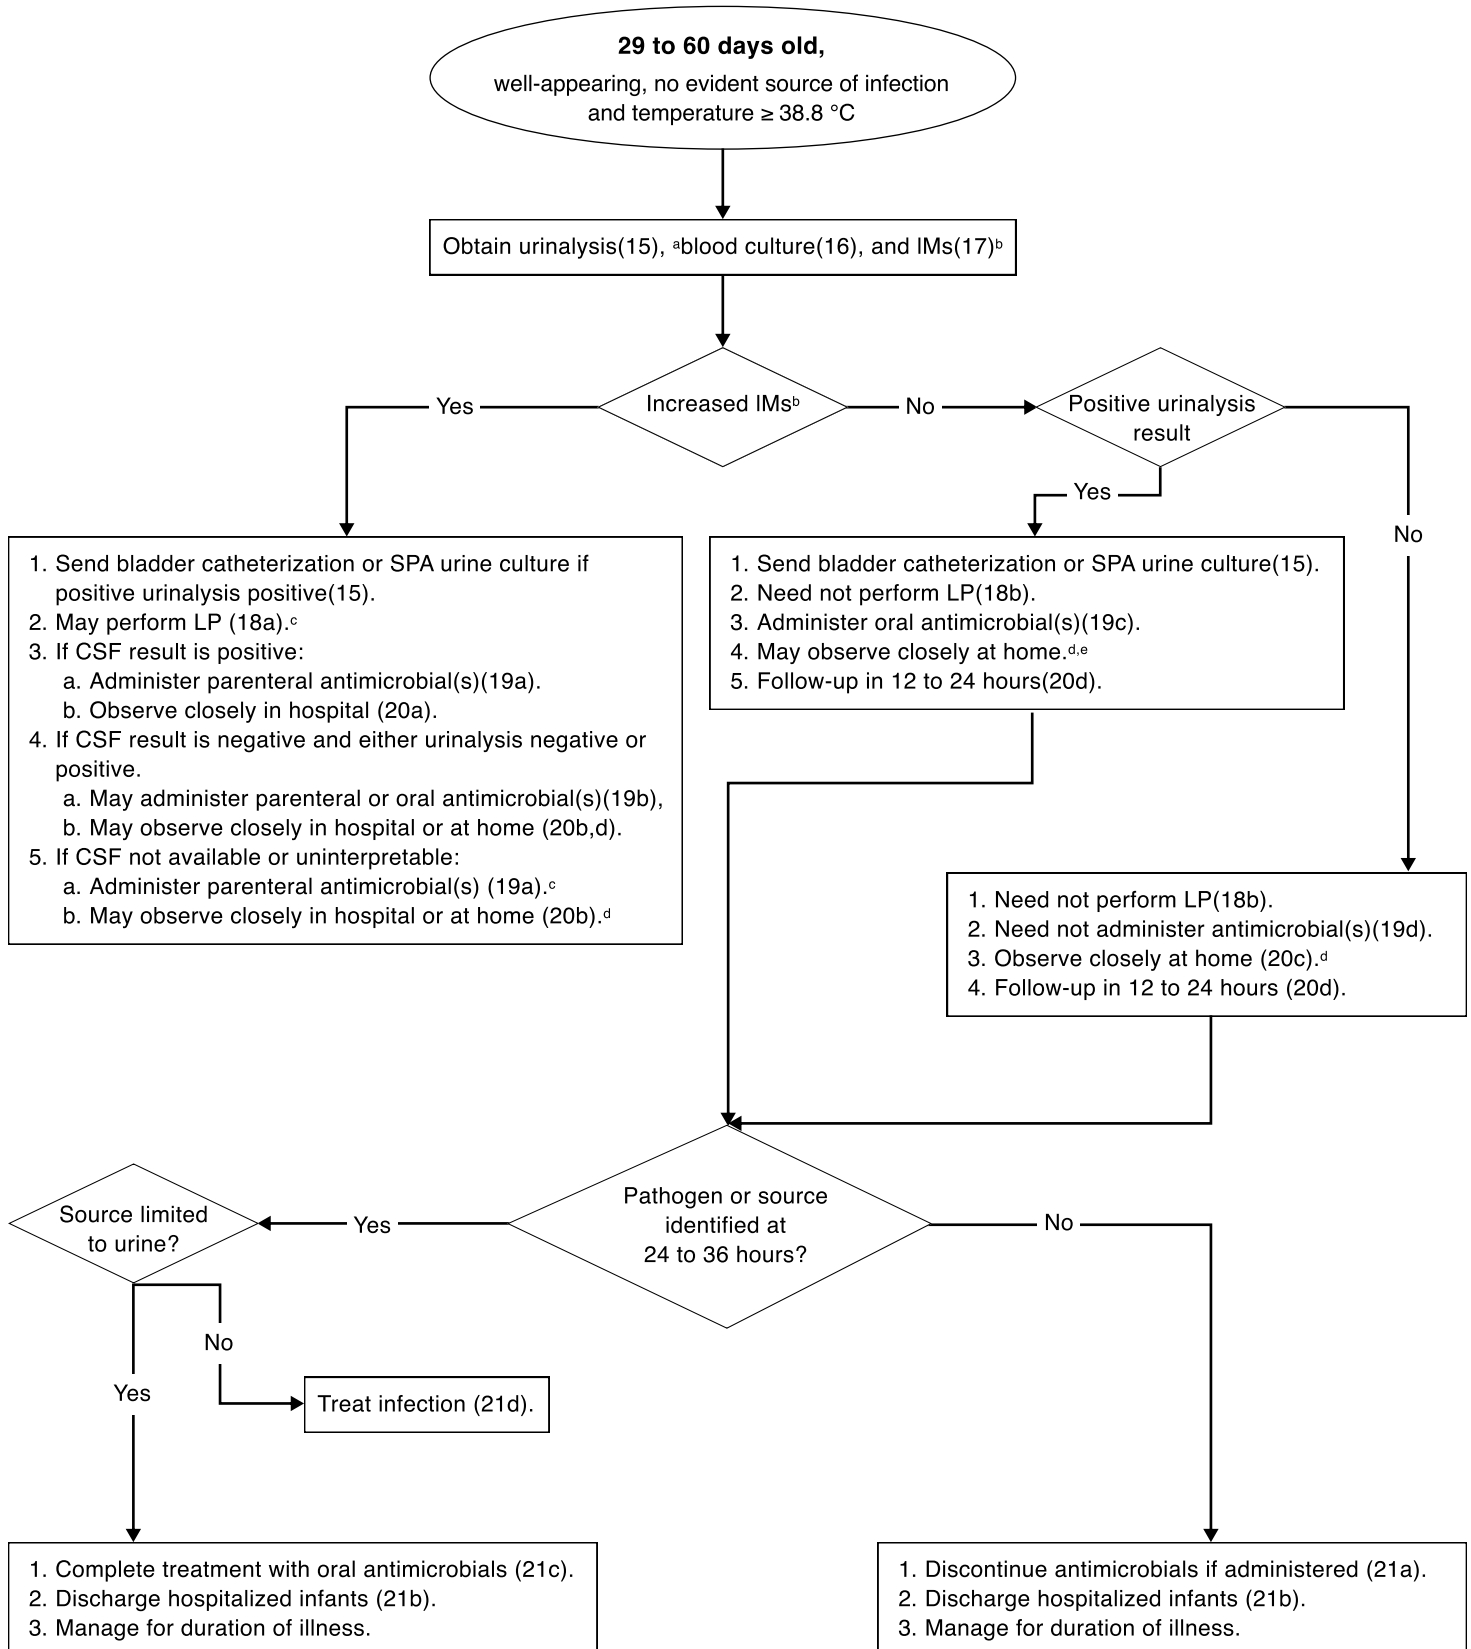 29 to 60 days old,
well-appearing, no evident source of infection
and temperature ≥ 38.8 °C
Obtain urinalysis(15), ᵃblood culture(16), and IMs(17)ᵇ
Increased IMsᵇ
Yes
No
Positive urinalysis
result
Yes
No
1. Send bladder catheterization or SPA urine culture if
positive urinalysis positive(15).
2. May perform LP (18a).ᶜ
3. If CSF result is positive:
a. Administer parenteral antimicrobial(s)(19a).
b. Observe closely in hospital (20a).
4. If CSF result is negative and either urinalysis negative or
positive.
a. May administer parenteral or oral antimicrobial(s)(19b),
b. May observe closely in hospital or at home (20b,d).
5. If CSF not available or uninterpretable:
a. Administer parenteral antimicrobial(s) (19a).ᶜ
b. May observe closely in hospital or at home (20b).ᵈ
1. Send bladder catheterization or SPA urine culture(15).
2. Need not perform LP(18b).
3. Administer oral antimicrobial(s)(19c).
4. May observe closely at home.ᵈ,ᵉ
5. Follow-up in 12 to 24 hours(20d).
1. Need not perform LP(18b).
2. Need not administer antimicrobial(s)(19d).
3. Observe closely at home (20c).ᵈ
4. Follow-up in 12 to 24 hours (20d).
Pathogen or source
identified at
24 to 36 hours?
Yes
No
Source limited
to urine?
No
Yes
Treat infection (21d).
1. Complete treatment with oral antimicrobials (21c).
2. Discharge hospitalized infants (21b).
3. Manage for duration of illness.
1. Discontinue antimicrobials if administered (21a).
2. Discharge hospitalized infants (21b).
3. Manage for duration of illness.